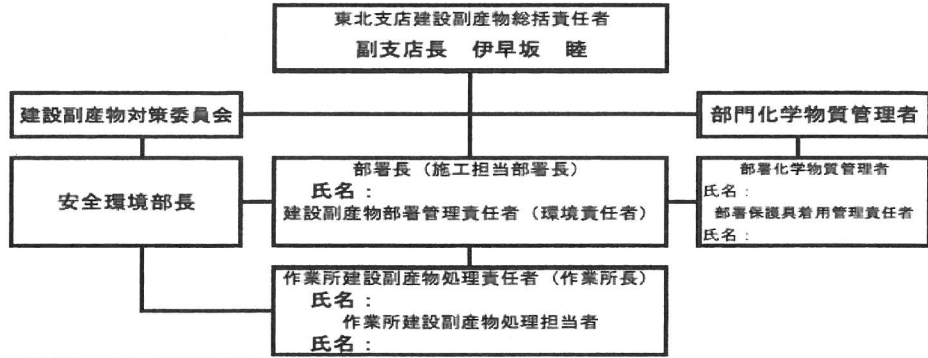 東北支店建設副産物総括責任者
副支店長　伊早坂　睦
建設副産物対策委員会
部門化学物質管理者
安全環境部長
部署長（施工担当部署長）
氏名：
建設副産物部署管理責任者（環境責任者）
部署化学物質管理者
氏名：
部署保護具着用管理責任者
氏名：
作業所建設副産物処理責任者（作業所長）
氏名：
作業所建設副産物処理担当者
氏名：